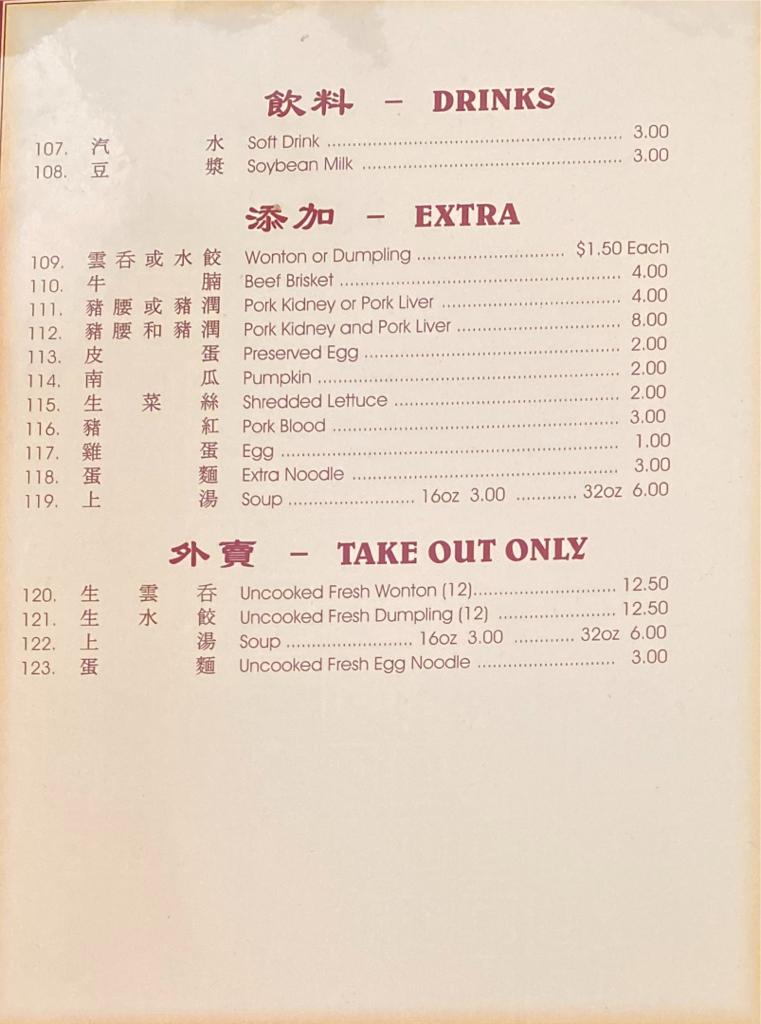 飲料 – DRINKS
107. 汽水 Soft Drink 3.00
108. 豆漿 Soybean Milk 3.00
添加 – EXTRA
109. 雲呑或水餃 Wonton or Dumpling $1.50 Each
110. 牛腩 Beef Brisket 4.00
111. 豬腰或豬潤 Pork Kidney or Pork Liver 4.00
112. 豬腰和豬潤 Pork Kidney and Pork Liver 8.00
113. 皮蛋 Preserved Egg 2.00
114. 南瓜 Pumpkin 2.00
115. 生菜絲 Shredded Lettuce 2.00
116. 豬紅 Pork Blood 3.00
117. 雞蛋 Egg 1.00
118. 蛋麵 Extra Noodle 3.00
119. 上湯 Soup 16oz 3.00 32oz 6.00
外賣 – TAKE OUT ONLY
120. 生雲呑 Uncooked Fresh Wonton (12) 12.50
121. 生水餃 Uncooked Fresh Dumpling (12) 12.50
122. 上湯 Soup 16oz 3.00 32oz 6.00
123. 蛋麵 Uncooked Fresh Egg Noodle 3.00